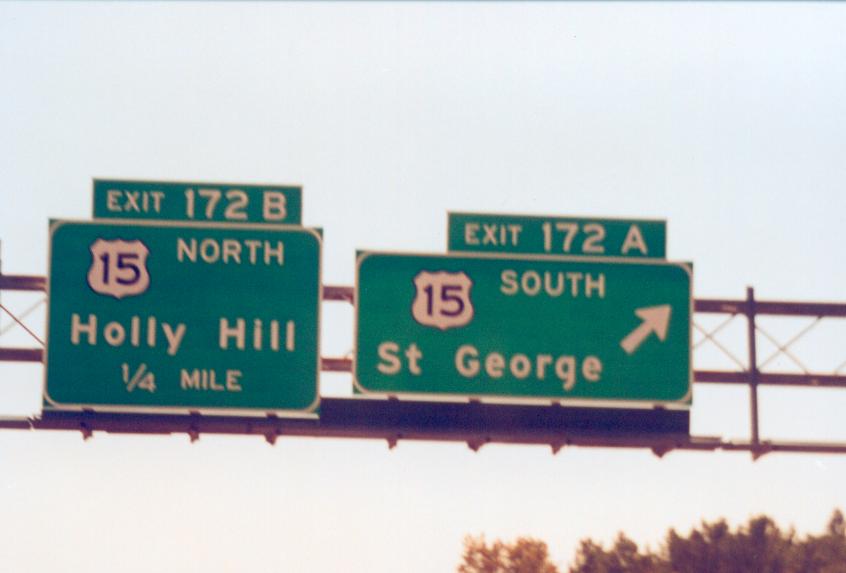 EXIT 172 B
15 NORTH
Holly Hill
1/4 MILE
EXIT 172 A
15 SOUTH
St George